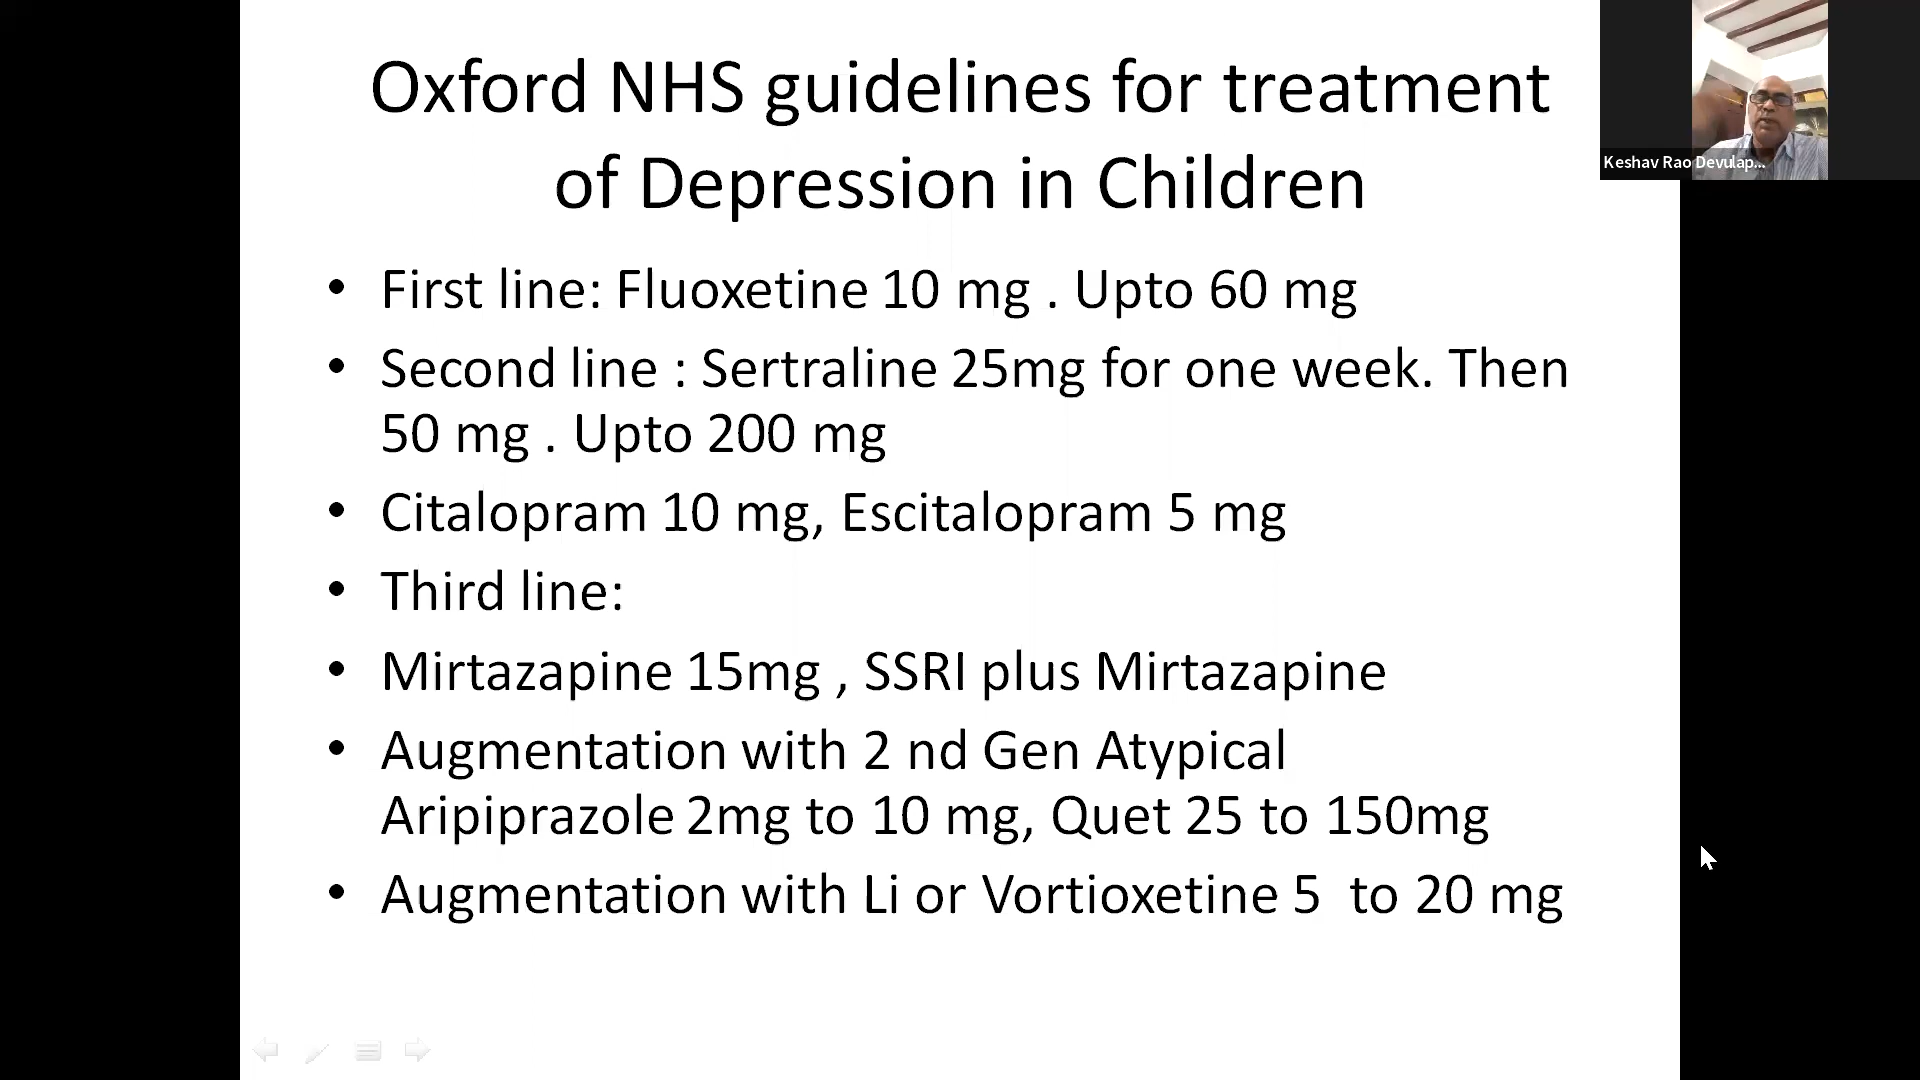 Oxford NHS guidelines for treatment
of Depression in Children
• First line: Fluoxetine 10 mg . Upto 60 mg
• Second line : Sertraline 25mg for one week. Then
50 mg . Upto 200 mg
• Citalopram 10 mg, Escitalopram 5 mg
• Third line:
• Mirtazapine 15mg , SSRI plus Mirtazapine
• Augmentation with 2 nd Gen Atypical
Aripiprazole 2mg to 10 mg, Quet 25 to 150mg
• Augmentation with Li or Vortioxetine 5  to 20 mg
Keshav Rao Devulap...